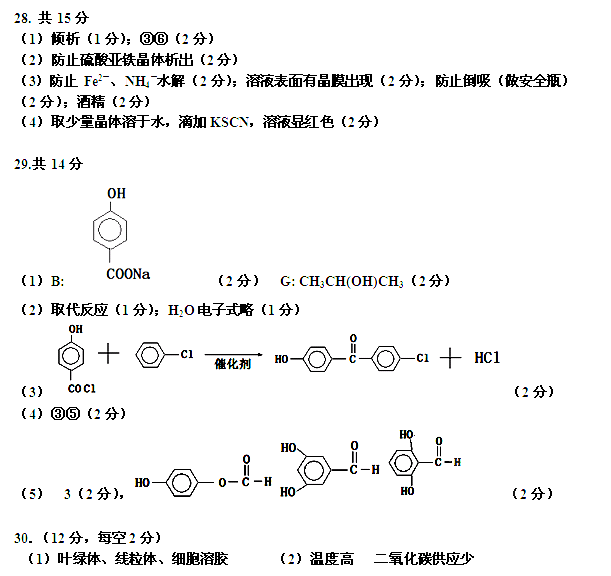 28. 共 15 分
（1）倾析（1 分）；③⑥（2 分）
（2）防止硫酸亚铁晶体析出（2 分）
（3）防止 Fe²⁻、NH₄⁻水解（2 分）；溶液表面有晶膜出现（2 分）；防止倒吸（做安全瓶）
（2 分）；酒精（2 分）
（4）取少量晶体溶于水，滴加 KSCN，溶液显红色（2 分）
29.共 14 分
OH
COONa
（1）B: （2 分） G: CH₃CH(OH)CH₃（2 分）
（2）取代反应（1 分）；H₂O 电子式略（1 分）
OH COCl + Cl 催化剂 HO O C Cl + HCl
（3） （2 分）
（4）③⑤（2 分）
HO O O C H HO HO O C H HO HO O C H
（5） 3（2 分）， （2 分）
30.（12 分，每空 2 分）
（1）叶绿体、线粒体、细胞溶胶 （2）温度高 二氧化碳供应少